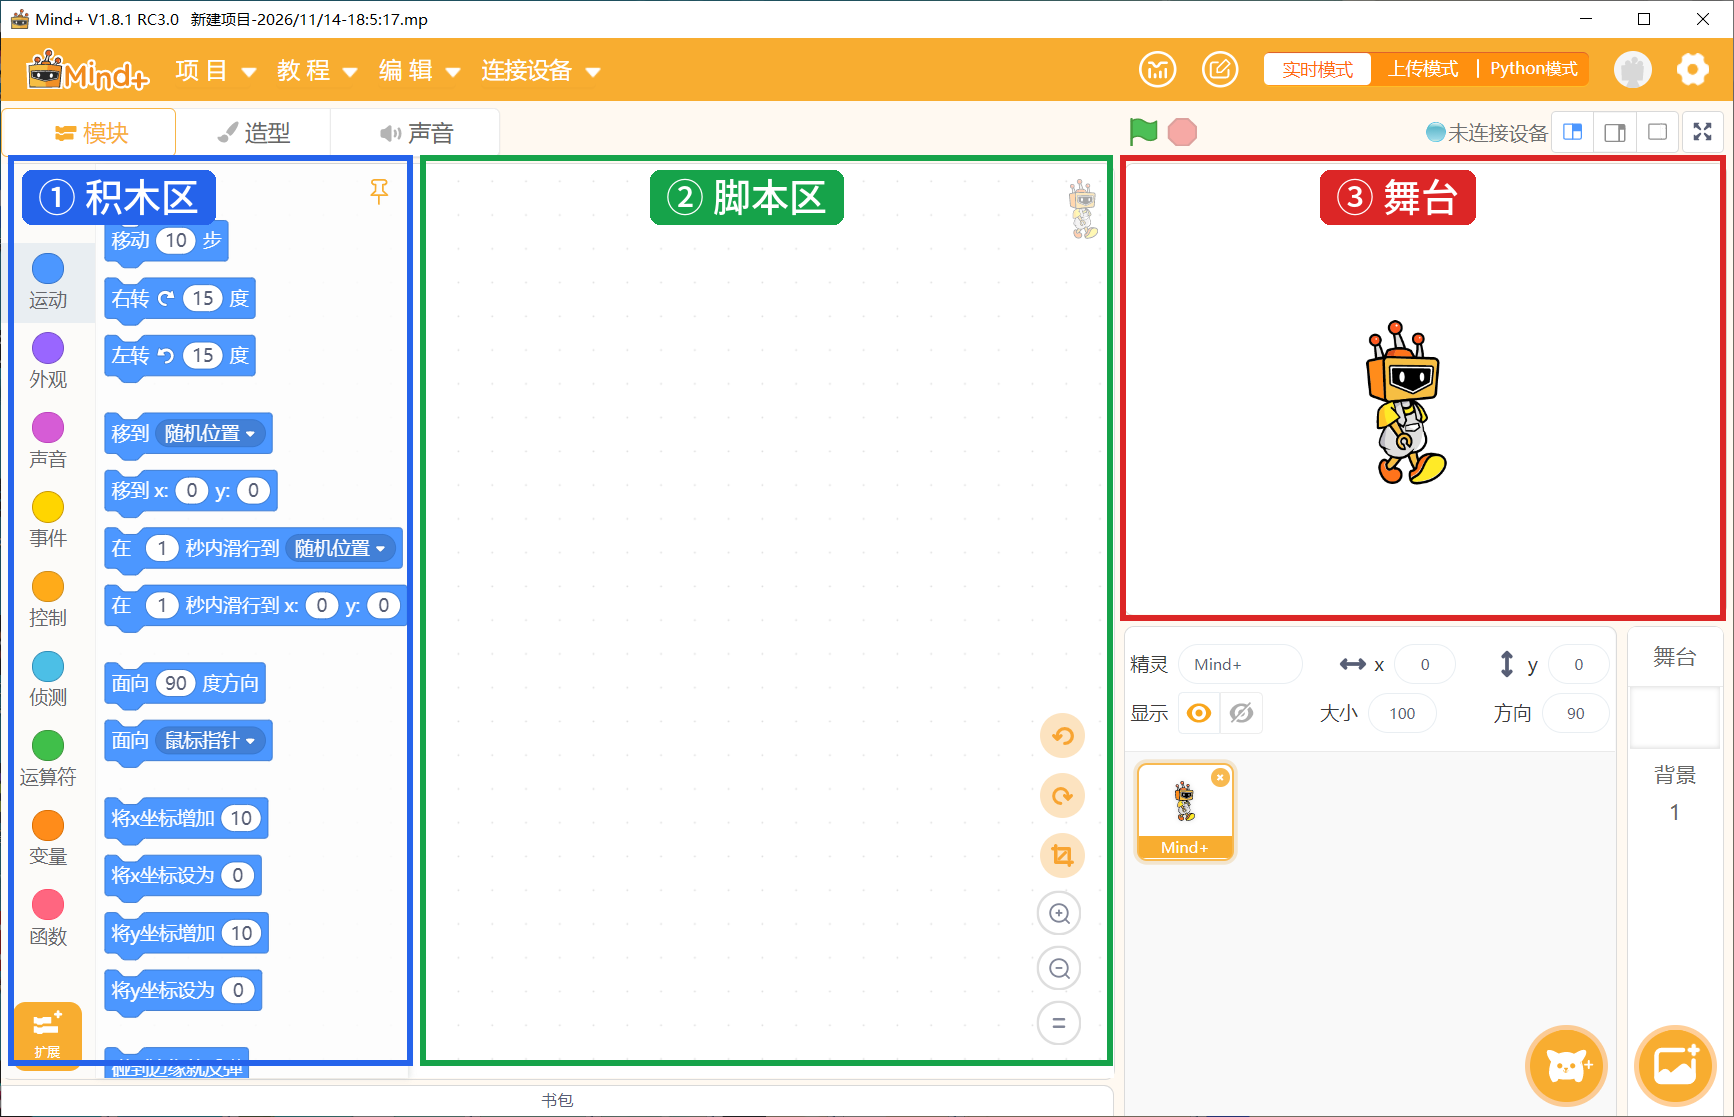 Mind+ V1.8.1 RC3.0 新建项目-2026/11/14-18:5:17.mp
Mind+ 项目 教程 编辑 连接设备 实时模式 上传模式 | Python模式
模块 造型 声音 未连接设备
① 积木区
② 脚本区
③ 舞台
运动
外观
声音
事件
控制
侦测
运算符
变量
函数
扩展
移动 10 步
右转 15 度
左转 15 度
移到 随机位置
移到 x: 0 y: 0
在 1 秒内滑行到 随机位置
在 1 秒内滑行到 x: 0 y: 0
面向 90 度方向
面向 鼠标指针
将x坐标增加 10
将x坐标设为 0
将y坐标增加 10
将y坐标设为 0
碰到边缘就反弹
书包
精灵 Mind+ x 0 y 0
显示 大小 100 方向 90
Mind+
舞台
背景
1